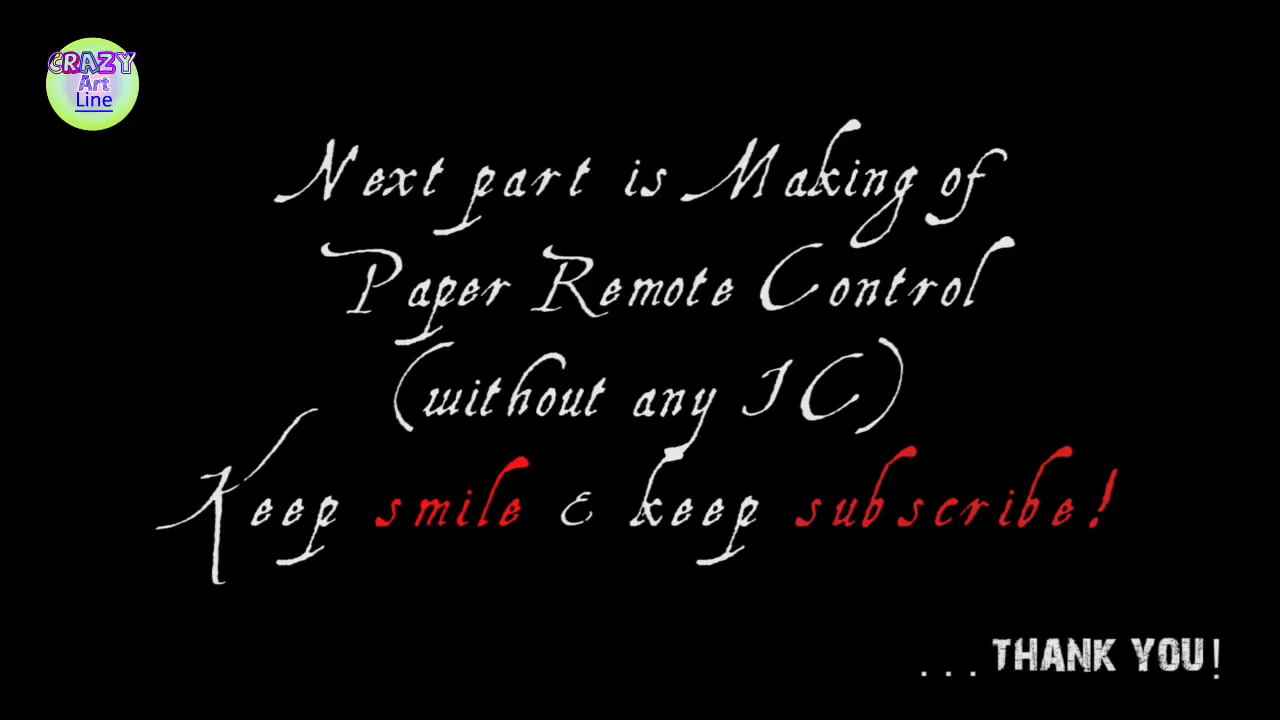 CRAZY
Art
Line
Next part is Making of
Paper Remote Control
(without any IC)
Keep smile & keep subscribe!
...THANK YOU!